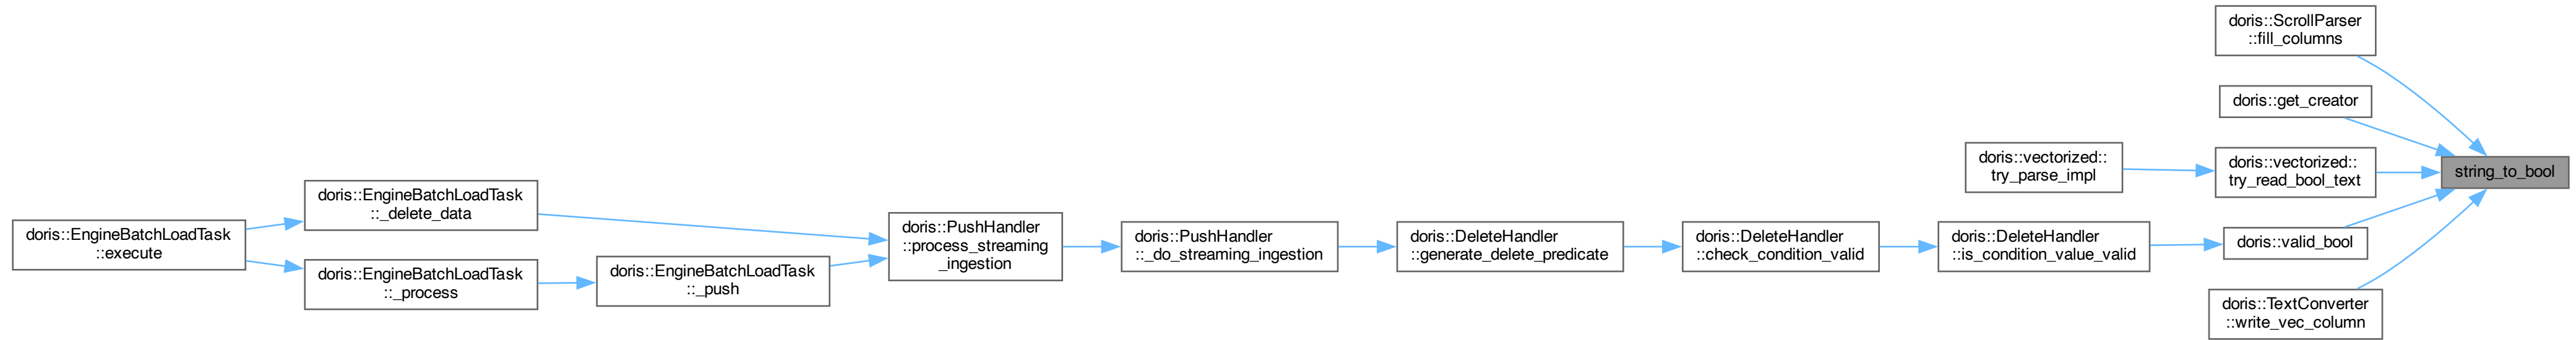 doris::EngineBatchLoadTask
::execute
doris::EngineBatchLoadTask
::_delete_data
doris::EngineBatchLoadTask
::_process
doris::EngineBatchLoadTask
::_push
doris::PushHandler
::process_streaming
_ingestion
doris::PushHandler
::_do_streaming_ingestion
doris::DeleteHandler
::generate_delete_predicate
doris::DeleteHandler
::check_condition_valid
doris::DeleteHandler
::is_condition_value_valid
doris::vectorized::
try_parse_impl
doris::ScrollParser
::fill_columns
doris::get_creator
doris::vectorized::
try_read_bool_text
doris::valid_bool
doris::TextConverter
::write_vec_column
string_to_bool